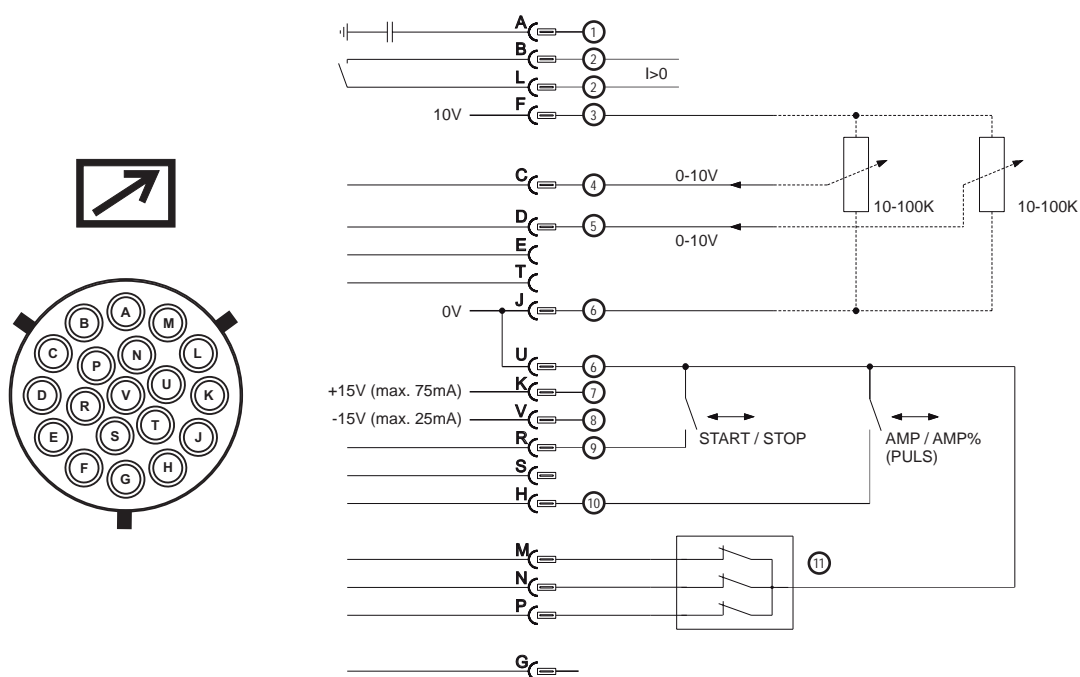 A 1
B 2
I>0
L 2
10V F 3
C 4 0-10V
10-100K 10-100K
D 5
0-10V
E
T
0V J 6
U 6
+15V (max. 75mA) K 7
-15V (max. 25mA) V 8
START / STOP AMP / AMP%
(PULS)
R 9
S
H 10
M 11
N
P
G
A
B M
C P N L
D R V U K
E S T J
F G H